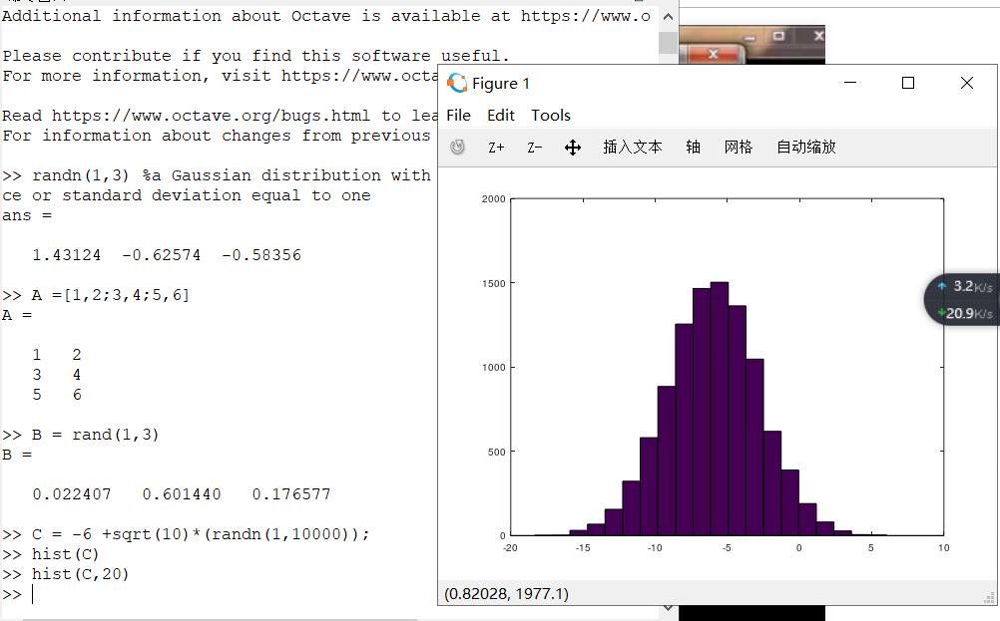 Additional information about Octave is available at https://www.o
Please contribute if you find this software useful.
For more information, visit https://www.octa
Read https://www.octave.org/bugs.html to lea
For information about changes from previous
>> randn(1,3) %a Gaussian distribution with
ce or standard deviation equal to one
ans =
1.43124 -0.62574 -0.58356
>> A =[1,2;3,4;5,6]
A =
1 2
3 4
5 6
>> B = rand(1,3)
B =
0.022407 0.601440 0.176577
>> C = -6 +sqrt(10)*(randn(1,10000));
>> hist(C)
>> hist(C,20)
>>
Figure 1
File Edit Tools
Z+ Z- 插入文本 轴 网格 自动缩放
2000
1500
1000
500
0
-20 -15 -10 -5 0 5 10
(0.82028, 1977.1)
3.2K/s
20.9K/s